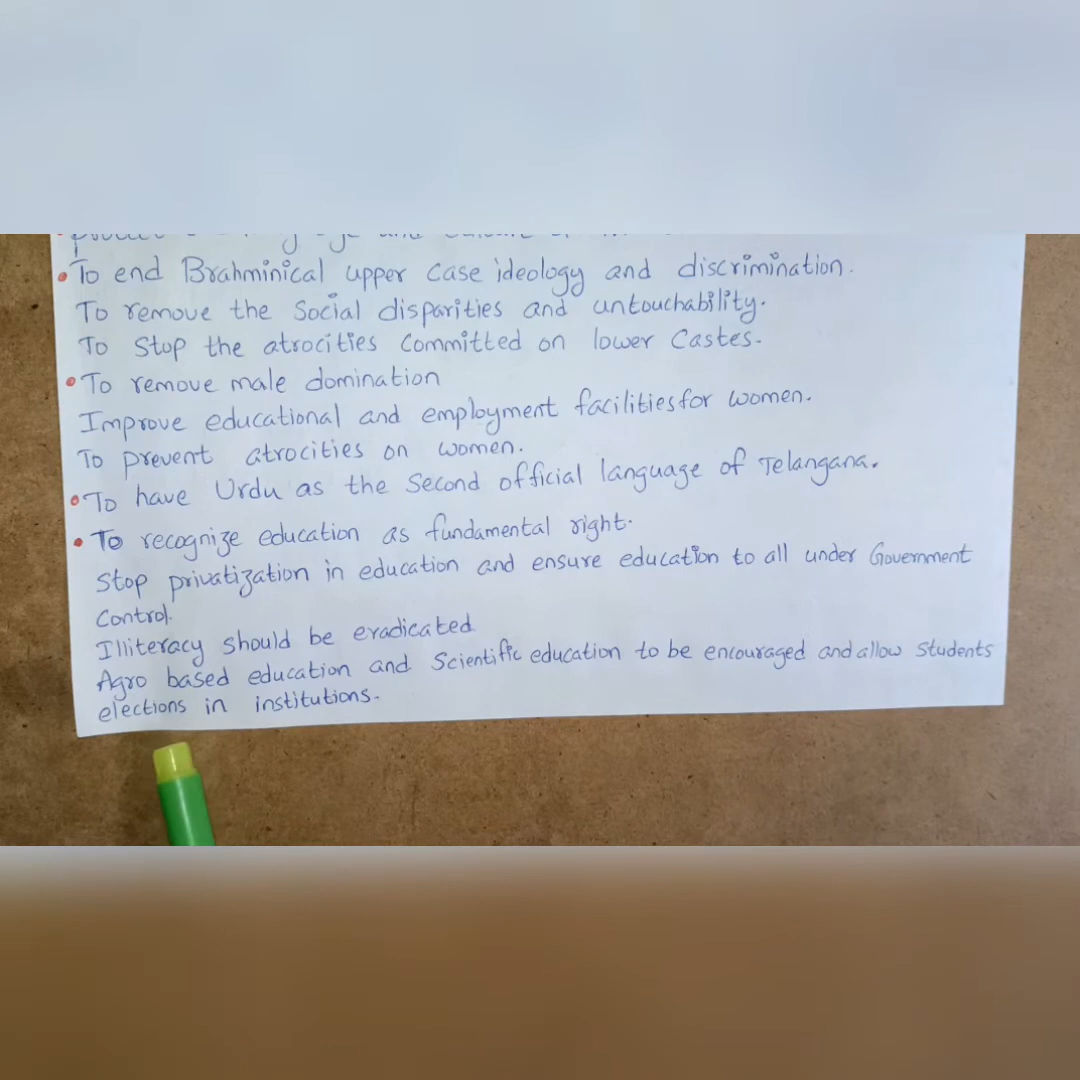 To end Brahminical upper case ideology and discrimination.
To remove the Social disparities and untouchability.
To Stop the atrocities Committed on lower Castes.
To remove male domination
Improve educational and employment facilities for women.
To prevent atrocities on women.
To have Urdu as the Second official language of Telangana.
To recognize education as fundamental right.
Stop privatization in education and ensure education to all under Government
Control.
Illiteracy should be eradicated
Agro based education and Scientific education to be encouraged and allow Students
elections in institutions.